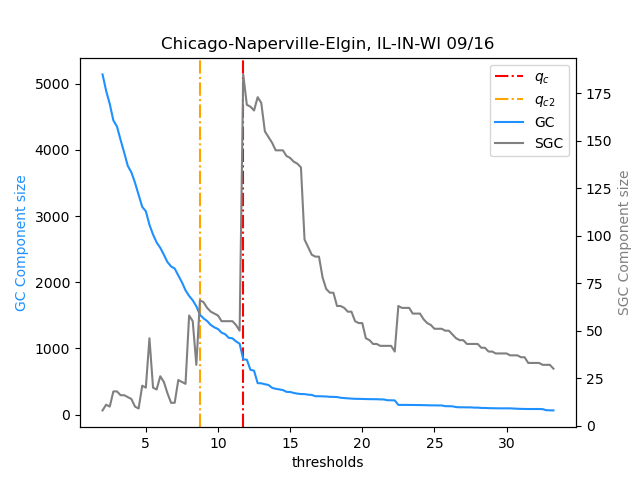 Chicago-Naperville-Elgin, IL-IN-WI 09/16
GC Component size
5000
4000
3000
2000
1000
0
5
10
15
20
25
30
thresholds
175
150
125
100
75
50
25
0
SGC Component size
q_c
q_c2
GC
SGC